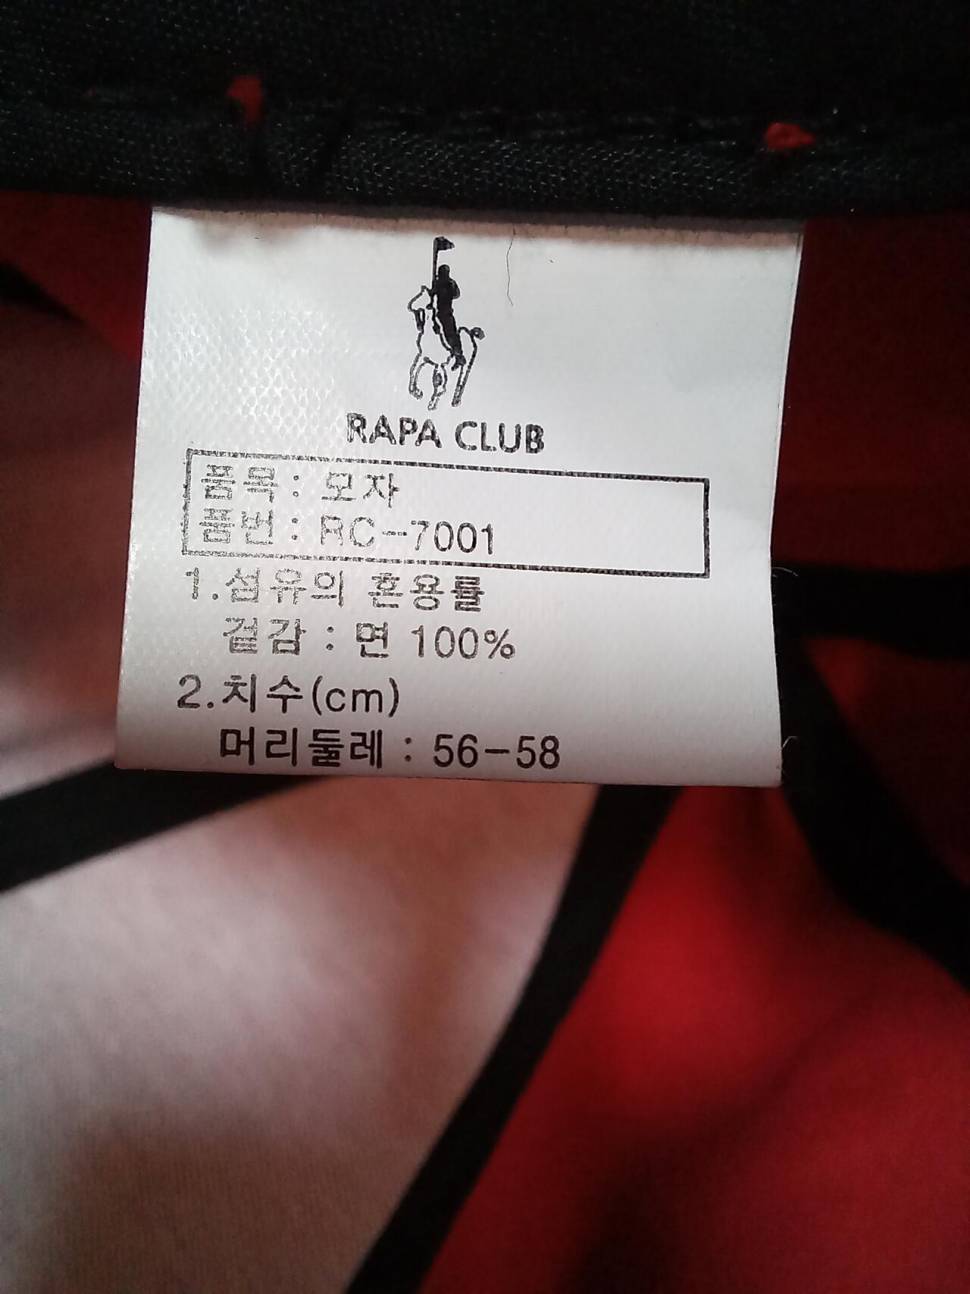 RAPA CLUB
품목 : 모자
품번 : RC-7001
1.섬유의 혼용률
겉감 : 면 100%
2.치수(cm)
머리둘레 : 56-58